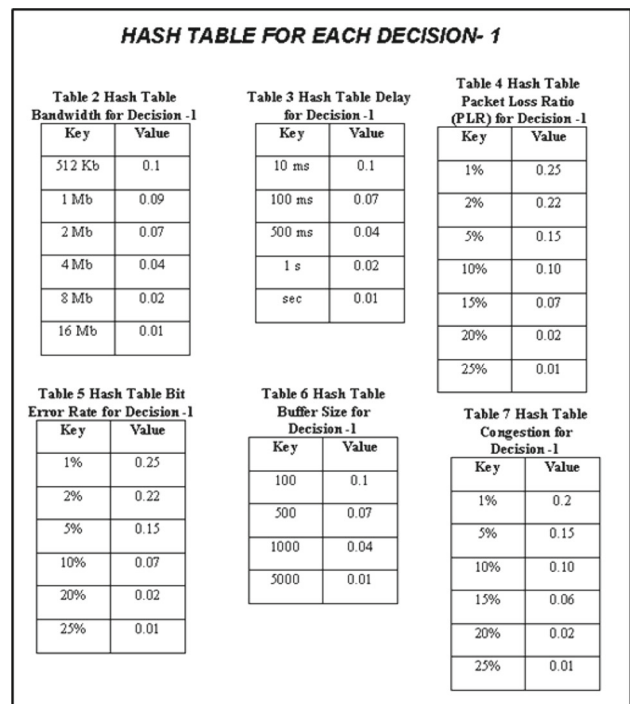 HASH TABLE FOR EACH DECISION- 1
Table 2 Hash Table
Bandwidth for Decision -1
Key Value
512 Kb 0.1
1 Mb 0.09
2 Mb 0.07
4 Mb 0.04
8 Mb 0.02
16 Mb 0.01
Table 3 Hash Table Delay
for Decision -1
Key Value
10 ms 0.1
100 ms 0.07
500 ms 0.04
1 s 0.02
sec 0.01
Table 4 Hash Table
Packet Loss Ratio
(PLR) for Decision -1
Key Value
1% 0.25
2% 0.22
5% 0.15
10% 0.10
15% 0.07
20% 0.02
25% 0.01
Table 5 Hash Table Bit
Error Rate for Decision -1
Key Value
1% 0.25
2% 0.22
5% 0.15
10% 0.07
20% 0.02
25% 0.01
Table 6 Hash Table
Buffer Size for
Decision -1
Key Value
100 0.1
500 0.07
1000 0.04
5000 0.01
Table 7 Hash Table
Congestion for
Decision -1
Key Value
1% 0.2
5% 0.15
10% 0.10
15% 0.06
20% 0.02
25% 0.01